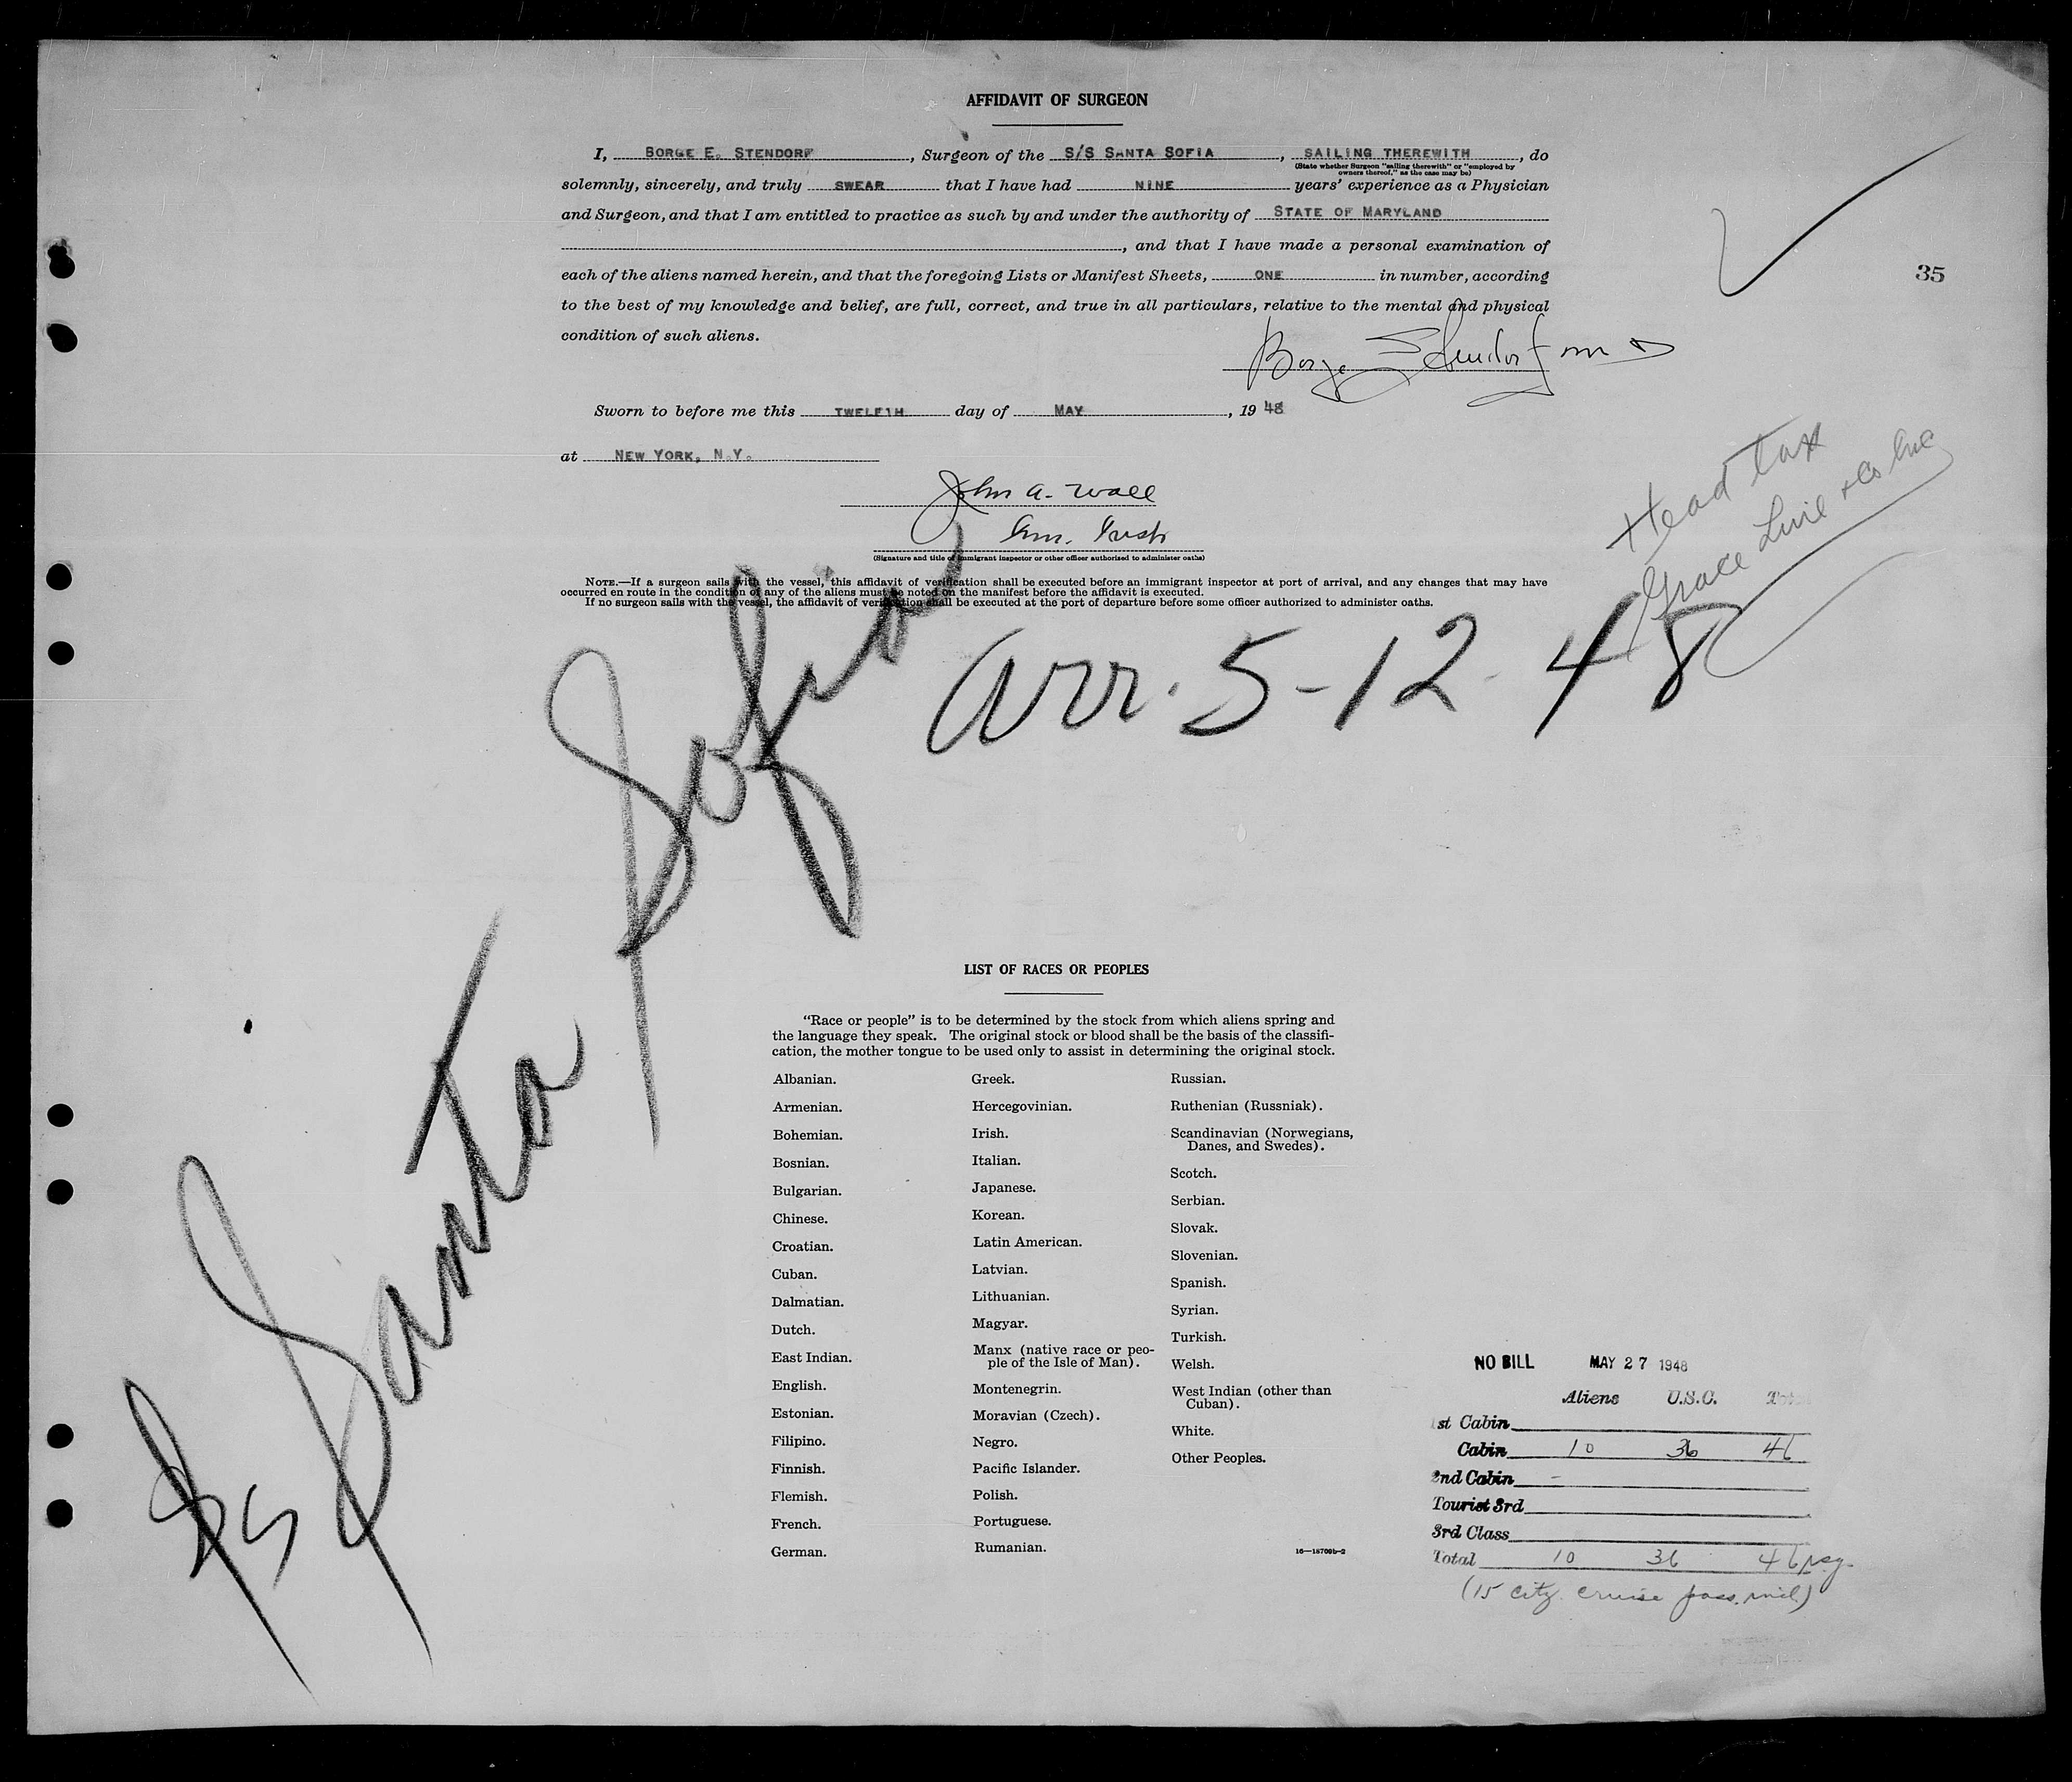 AFFIDAVIT OF SURGEON
I, BORGE E. STENDORF, Surgeon of the S/S SANTA SOFIA, SAILING THEREWITH, do
(State whether Surgeon "sailing therewith" or "employed by
owners thereof," as the case may be)
solemnly, sincerely, and truly SWEAR that I have had NINE years' experience as a Physician
and Surgeon, and that I am entitled to practice as such by and under the authority of STATE OF MARYLAND
, and that I have made a personal examination of
35
each of the aliens named herein, and that the foregoing Lists or Manifest Sheets, ONE in number, according
to the best of my knowledge and belief, are full, correct, and true in all particulars, relative to the mental and physical
condition of such aliens.
Borge E Stendorf M D
Sworn to before me this TWELFTH day of MAY, 1948
at NEW YORK, N.Y.
Head tax
Grace Line & Co Inc
John A. Wall
Imm. Insp
(Signature and title of immigrant inspector or other officer authorized to administer oaths)
NOTE.—If a surgeon sails with the vessel, this affidavit of verification shall be executed before an immigrant inspector at port of arrival, and any changes that may have
occurred en route in the condition of any of the aliens must be noted on the manifest before the affidavit is executed.
If no surgeon sails with the vessel, the affidavit of verification shall be executed at the port of departure before some officer authorized to administer oaths.
arr. 5-12-48
SS Santa Sofia
LIST OF RACES OR PEOPLES
"Race or people" is to be determined by the stock from which aliens spring and
the language they speak. The original stock or blood shall be the basis of the classifi-
cation, the mother tongue to be used only to assist in determining the original stock.
Albanian.
Armenian.
Bohemian.
Bosnian.
Bulgarian.
Chinese.
Croatian.
Cuban.
Dalmatian.
Dutch.
East Indian.
English.
Estonian.
Filipino.
Finnish.
Flemish.
French.
German.
Greek.
Hercegovinian.
Irish.
Italian.
Japanese.
Korean.
Latin American.
Latvian.
Lithuanian.
Magyar.
Manx (native race or peo-
ple of the Isle of Man).
Montenegrin.
Moravian (Czech).
Negro.
Pacific Islander.
Polish.
Portuguese.
Rumanian.
Russian.
Ruthenian (Russniak).
Scandinavian (Norwegians,
Danes, and Swedes).
Scotch.
Serbian.
Slovak.
Slovenian.
Spanish.
Syrian.
Turkish.
Welsh.
West Indian (other than
Cuban).
White.
Other Peoples.
16—18769b-2
NO BILL MAY 27 1948
Aliens U.S.C. Total
1st Cabin
Cabin 10 36 46
2nd Cabin -
Tourist 3rd
3rd Class
Total 10 36 46 psg.
(15 city cruise pass. incl.)